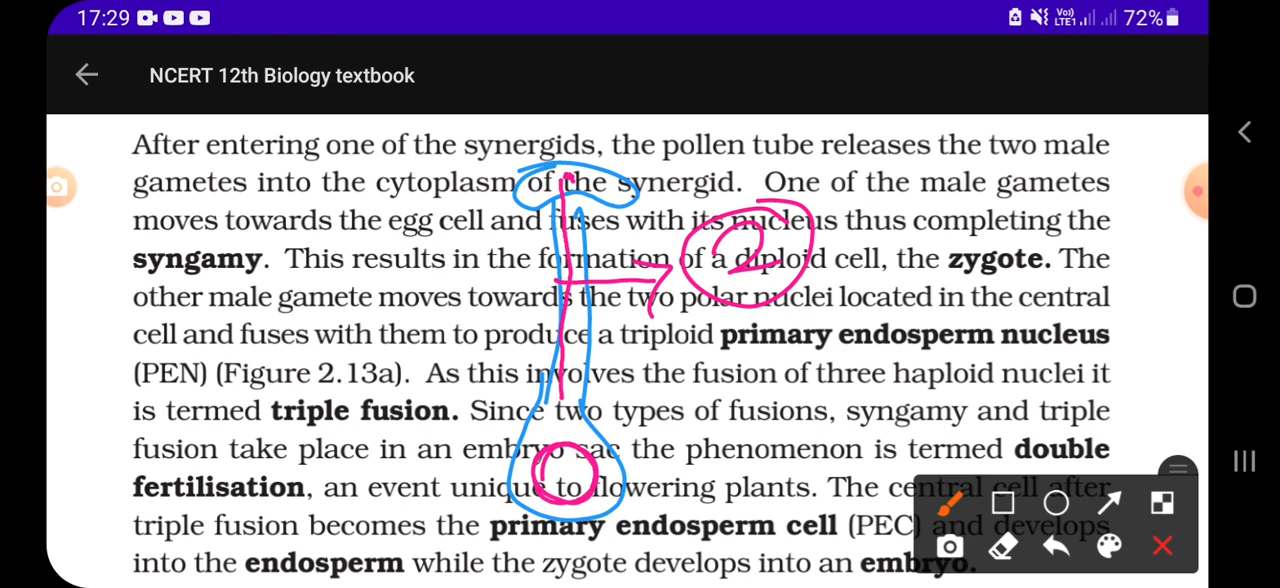 17:29 Vo) LTE1 72%
NCERT 12th Biology textbook
After entering one of the synergids, the pollen tube releases the two male
gametes into the cytoplasm of the synergid. One of the male gametes
moves towards the egg cell and fuses with its nucleus thus completing the
syngamy. This results in the formation of a diploid cell, the zygote. The
2
other male gamete moves towards the two polar nuclei located in the central
cell and fuses with them to produce a triploid primary endosperm nucleus
(PEN) (Figure 2.13a). As this involves the fusion of three haploid nuclei it
is termed triple fusion. Since two types of fusions, syngamy and triple
fusion take place in an embryo sac the phenomenon is termed double
fertilisation, an event unique to flowering plants. The central cell after
triple fusion becomes the primary endosperm cell (PEC) and develops
into the endosperm while the zygote develops into an embryo.